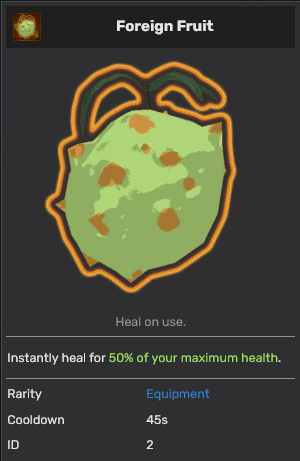 Foreign Fruit
Heal on use.
Instantly heal for 50% of your maximum health.
Rarity Equipment
Cooldown 45s
ID 2